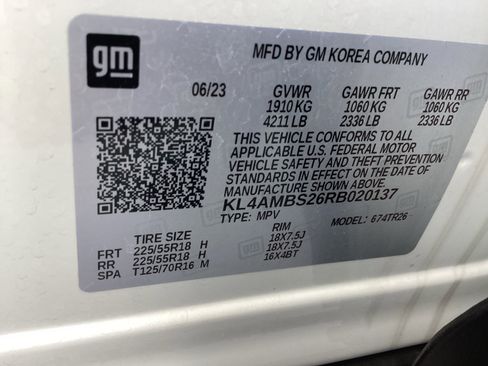 gm
MFD BY GM KOREA COMPANY
06/23 GVWR GAWR FRT GAWR RR
1910 KG 1060 KG 1060 KG
4211 LB 2336 LB 2336 LB
THIS VEHICLE CONFORMS TO ALL
APPLICABLE U.S. FEDERAL MOTOR
VEHICLE SAFETY AND THEFT PREVENTION
STANDARDS IN EFFECT ON THE DATE OF
MANUFACTURE SHOWN ABOVE.
KL4AMBS26RB020137
TYPE: MPV MODEL: 674TR26
TIRE SIZE RIM
FRT 225/55R18 H 18X7.5J
RR 225/55R18 H 18X7.5J
SPA T125/70R16 M 16X4BT